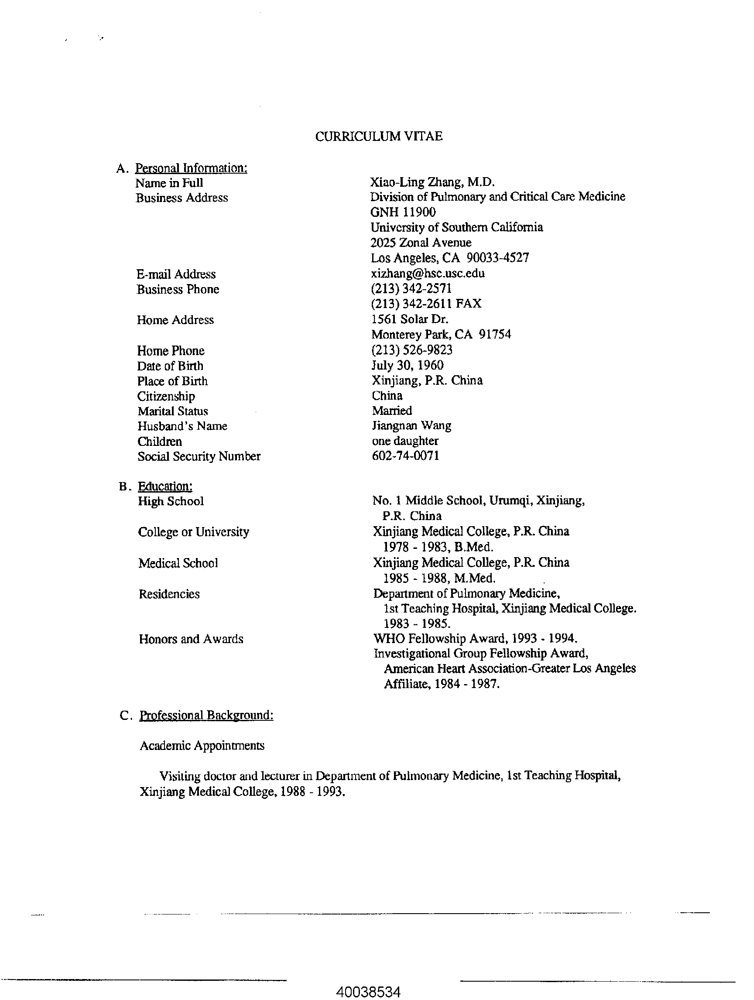 CURRICULUM VITAE
A. Personal Information:
Name in Full Xiao-Ling Zhang, M.D.
Business Address Division of Pulmonary and Critical Care Medicine
GNH 11900
University of Southern California
2025 Zonal Avenue
Los Angeles, CA 90033-4527
E-mail Address xizhang@hsc.usc.edu
Business Phone (213) 342-2571
(213) 342-2611 FAX
Home Address 1561 Solar Dr.
Monterey Park, CA 91754
Home Phone (213) 526-9823
Date of Birth July 30, 1960
Place of Birth Xinjiang, P.R. China
Citizenship China
Marital Status Married
Husband's Name Jiangnan Wang
Children one daughter
Social Security Number 602-74-0071
B. Education:
High School No. 1 Middle School, Urumqi, Xinjiang,
P.R. China
College or University Xinjiang Medical College, P.R. China
1978 - 1983, B.Med.
Medical School Xinjiang Medical College, P.R. China
1985 - 1988, M.Med.
Residencies Department of Pulmonary Medicine,
1st Teaching Hospital, Xinjiang Medical College.
1983 - 1985.
Honors and Awards WHO Fellowship Award, 1993 - 1994.
Investigational Group Fellowship Award,
American Heart Association-Greater Los Angeles
Affiliate, 1984 - 1987.
C. Professional Background:
Academic Appointments
Visiting doctor and lecturer in Department of Pulmonary Medicine, 1st Teaching Hospital,
Xinjiang Medical College, 1988 - 1993.
40038534